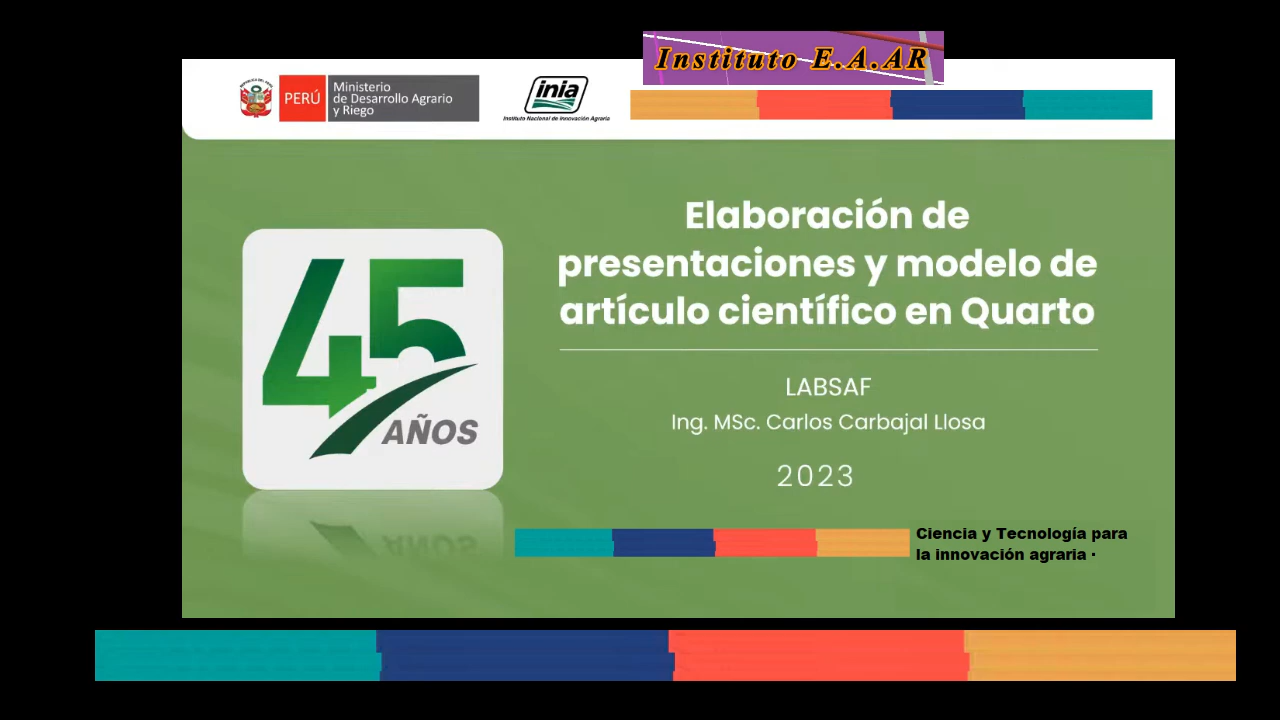 Instituto E.A.AR
PERÚ
Ministerio
de Desarrollo Agrario
y Riego
inia
Instituto Nacional de Innovación Agraria
Elaboración de
presentaciones y modelo de
artículo científico en Quarto
45
AÑOS
LABSAF
Ing. MSc. Carlos Carbajal Llosa
2023
Ciencia y Tecnología para
la innovación agraria ·